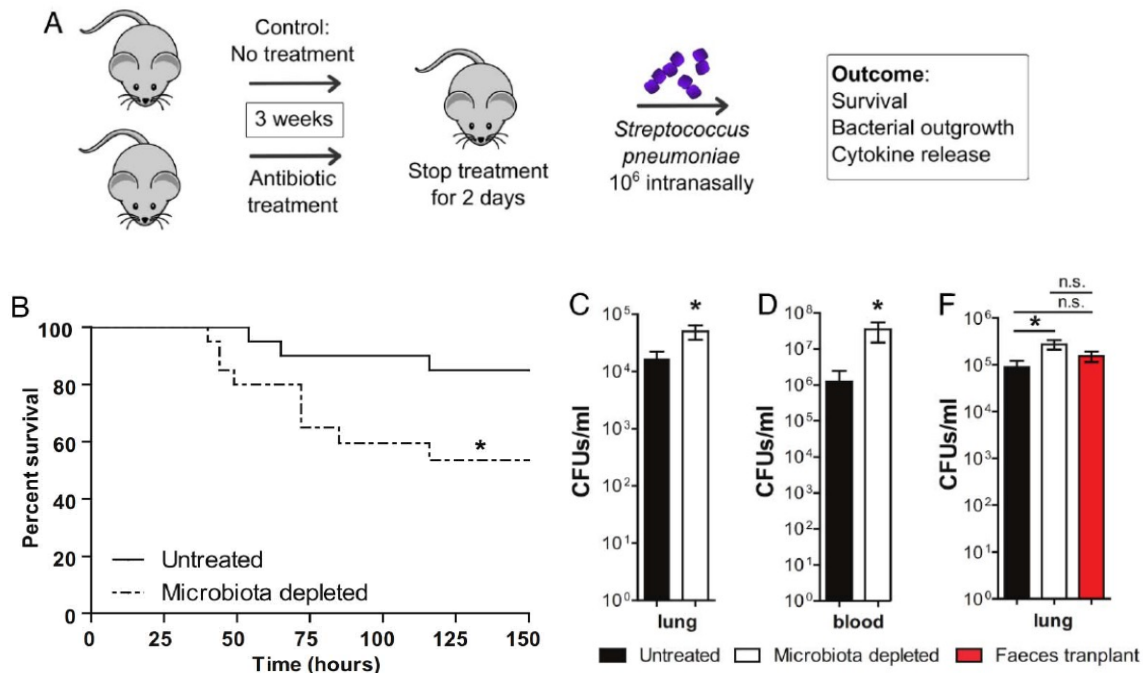 A
Control:
No treatment
3 weeks
Antibiotic
treatment
Stop treatment
for 2 days
Streptococcus
pneumoniae
10⁶ intranasally
Outcome:
Survival
Bacterial outgrowth
Cytokine release
B
Percent survival
100
80
60
40
20
0
*
Untreated
Microbiota depleted
0 25 50 75 100 125 150
Time (hours)
C
CFUs/ml
10⁵
10⁴
10³
10²
10¹
10⁰
*
lung
D
CFUs/ml
10⁸
10⁷
10⁶
10⁵
10⁴
10³
10²
10¹
10⁰
*
blood
F
n.s.
n.s.
*
CFUs/ml
10⁶
10⁵
10⁵
10³
10²
10¹
10⁰
lung
Untreated Microbiota depleted Faeces tranplant